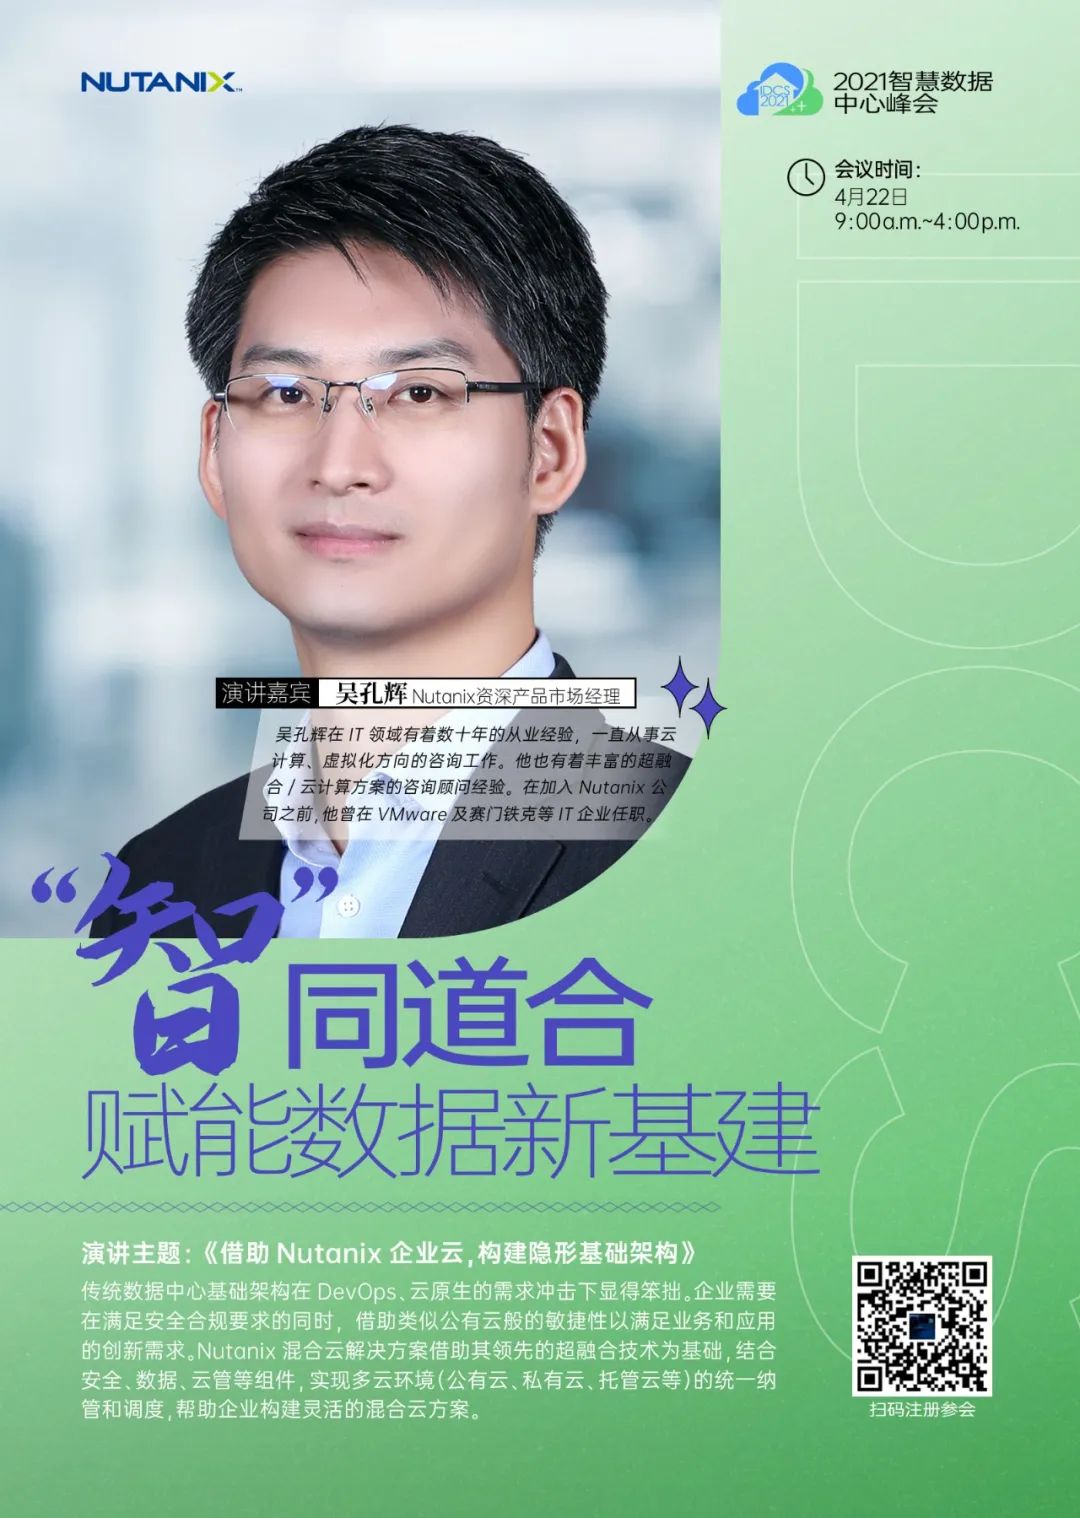 NUTANIX
IDCS
2021
2021智慧数据
中心峰会
会议时间：
4月22日
9:00a.m.~4:00p.m.
演讲嘉宾 吴孔辉 Nutanix资深产品市场经理
吴孔辉在 IT 领域有着数十年的从业经验，一直从事云
计算、虚拟化方向的咨询工作。他也有着丰富的超融
合 / 云计算方案的咨询顾问经验。在加入 Nutanix 公
司之前，他曾在 VMware 及赛门铁克等 IT 企业任职。
“智”同道合
赋能数据新基建
演讲主题：《借助 Nutanix 企业云，构建隐形基础架构》
传统数据中心基础架构在 DevOps、云原生的需求冲击下显得笨拙。企业需要
在满足安全合规要求的同时，借助类似公有云般的敏捷性以满足业务和应用
的创新需求。Nutanix 混合云解决方案借助其领先的超融合技术为基础，结合
安全、数据、云管等组件，实现多云环境（公有云、私有云、托管云等）的统一纳
管和调度，帮助企业构建灵活的混合云方案。
扫码注册参会
IDCS